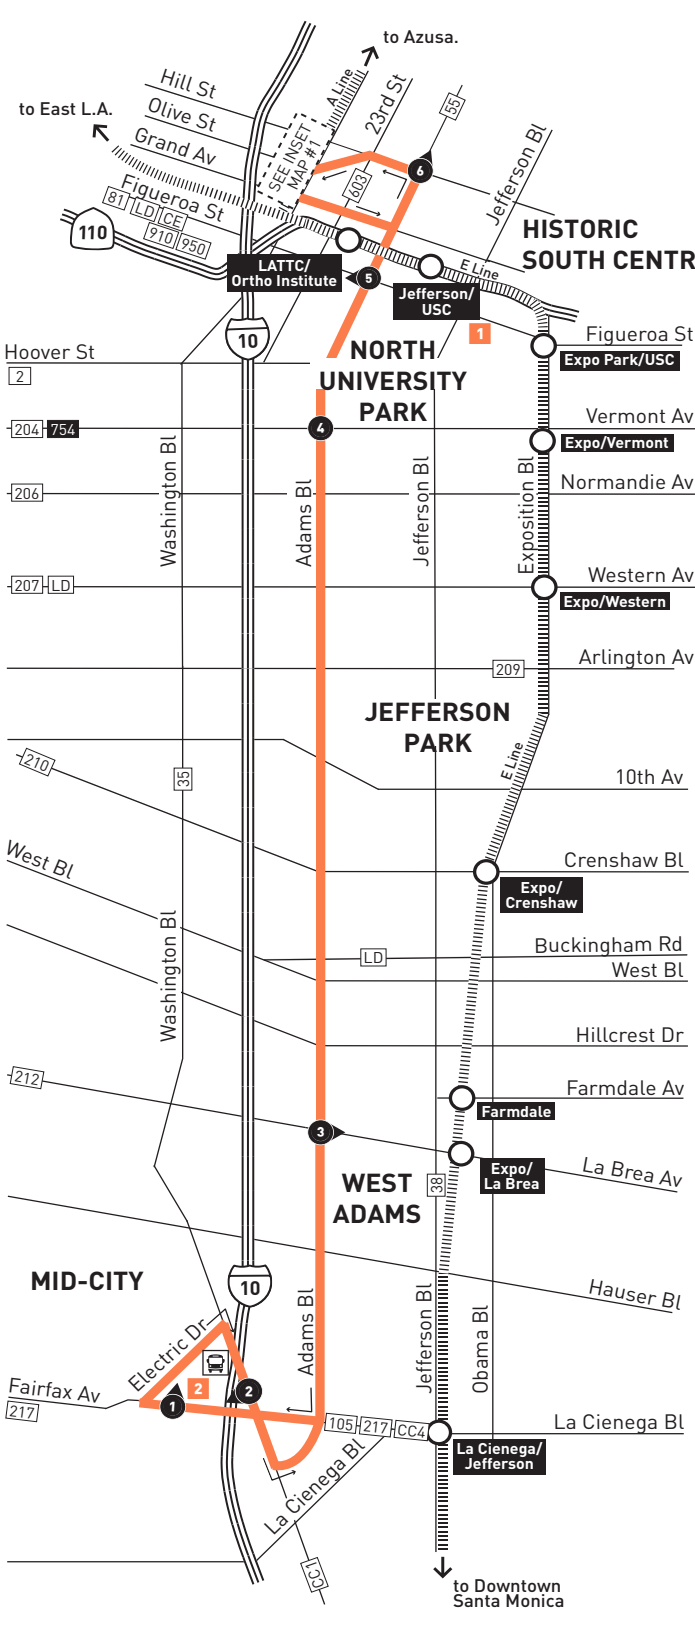 to Azusa.
Hill St
A Line
23rd St
55
to East L.A.
Olive St
Grand Av
SEE INSET
MAP #1
Jefferson Bl
6
603
Figueroa St
81 LD CE
910 950
110
HISTORIC
SOUTH CENTR
E Line
LATTC/
Ortho Institute
5
Jefferson/
USC
1
10
Figueroa St
Expo Park/USC
Hoover St
2
NORTH
UNIVERSITY
PARK
Vermont Av
204 754
4
Expo/Vermont
Washington Bl
Adams Bl
Jefferson Bl
Exposition Bl
Normandie Av
206
Western Av
207 LD
Expo/Western
Arlington Av
209
JEFFERSON
PARK
210
35
E Line
10th Av
West Bl
Crenshaw Bl
Expo/
Crenshaw
Washington Bl
Buckingham Rd
LD
West Bl
Hillcrest Dr
212
Farmdale Av
Farmdale
3
Expo/
La Brea
La Brea Av
WEST
ADAMS
38
MID-CITY
10
Hauser Bl
Electric Dr
Adams Bl
Jefferson Bl
Obama Bl
Fairfax Av
217
2
1
2
105 217 CC4
La Cienega Bl
La Cienega/
Jefferson
La Cienega Bl
CC1
to Downtown
Santa Monica